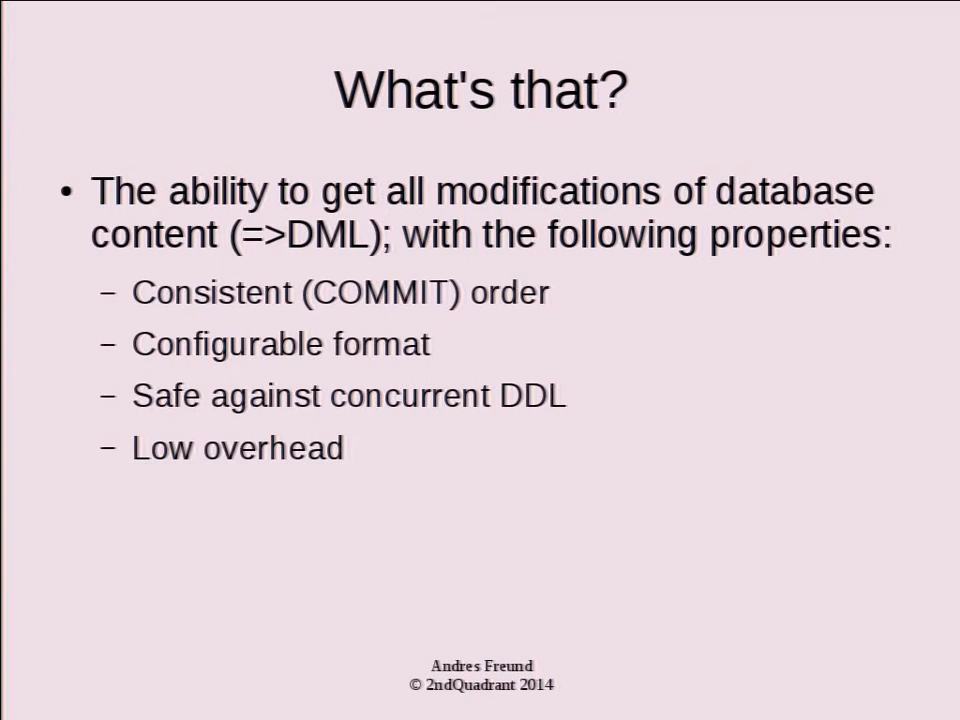 What's that?
• The ability to get all modifications of database
content (=>DML); with the following properties:
– Consistent (COMMIT) order
– Configurable format
– Safe against concurrent DDL
– Low overhead
Andres Freund
© 2ndQuadrant 2014